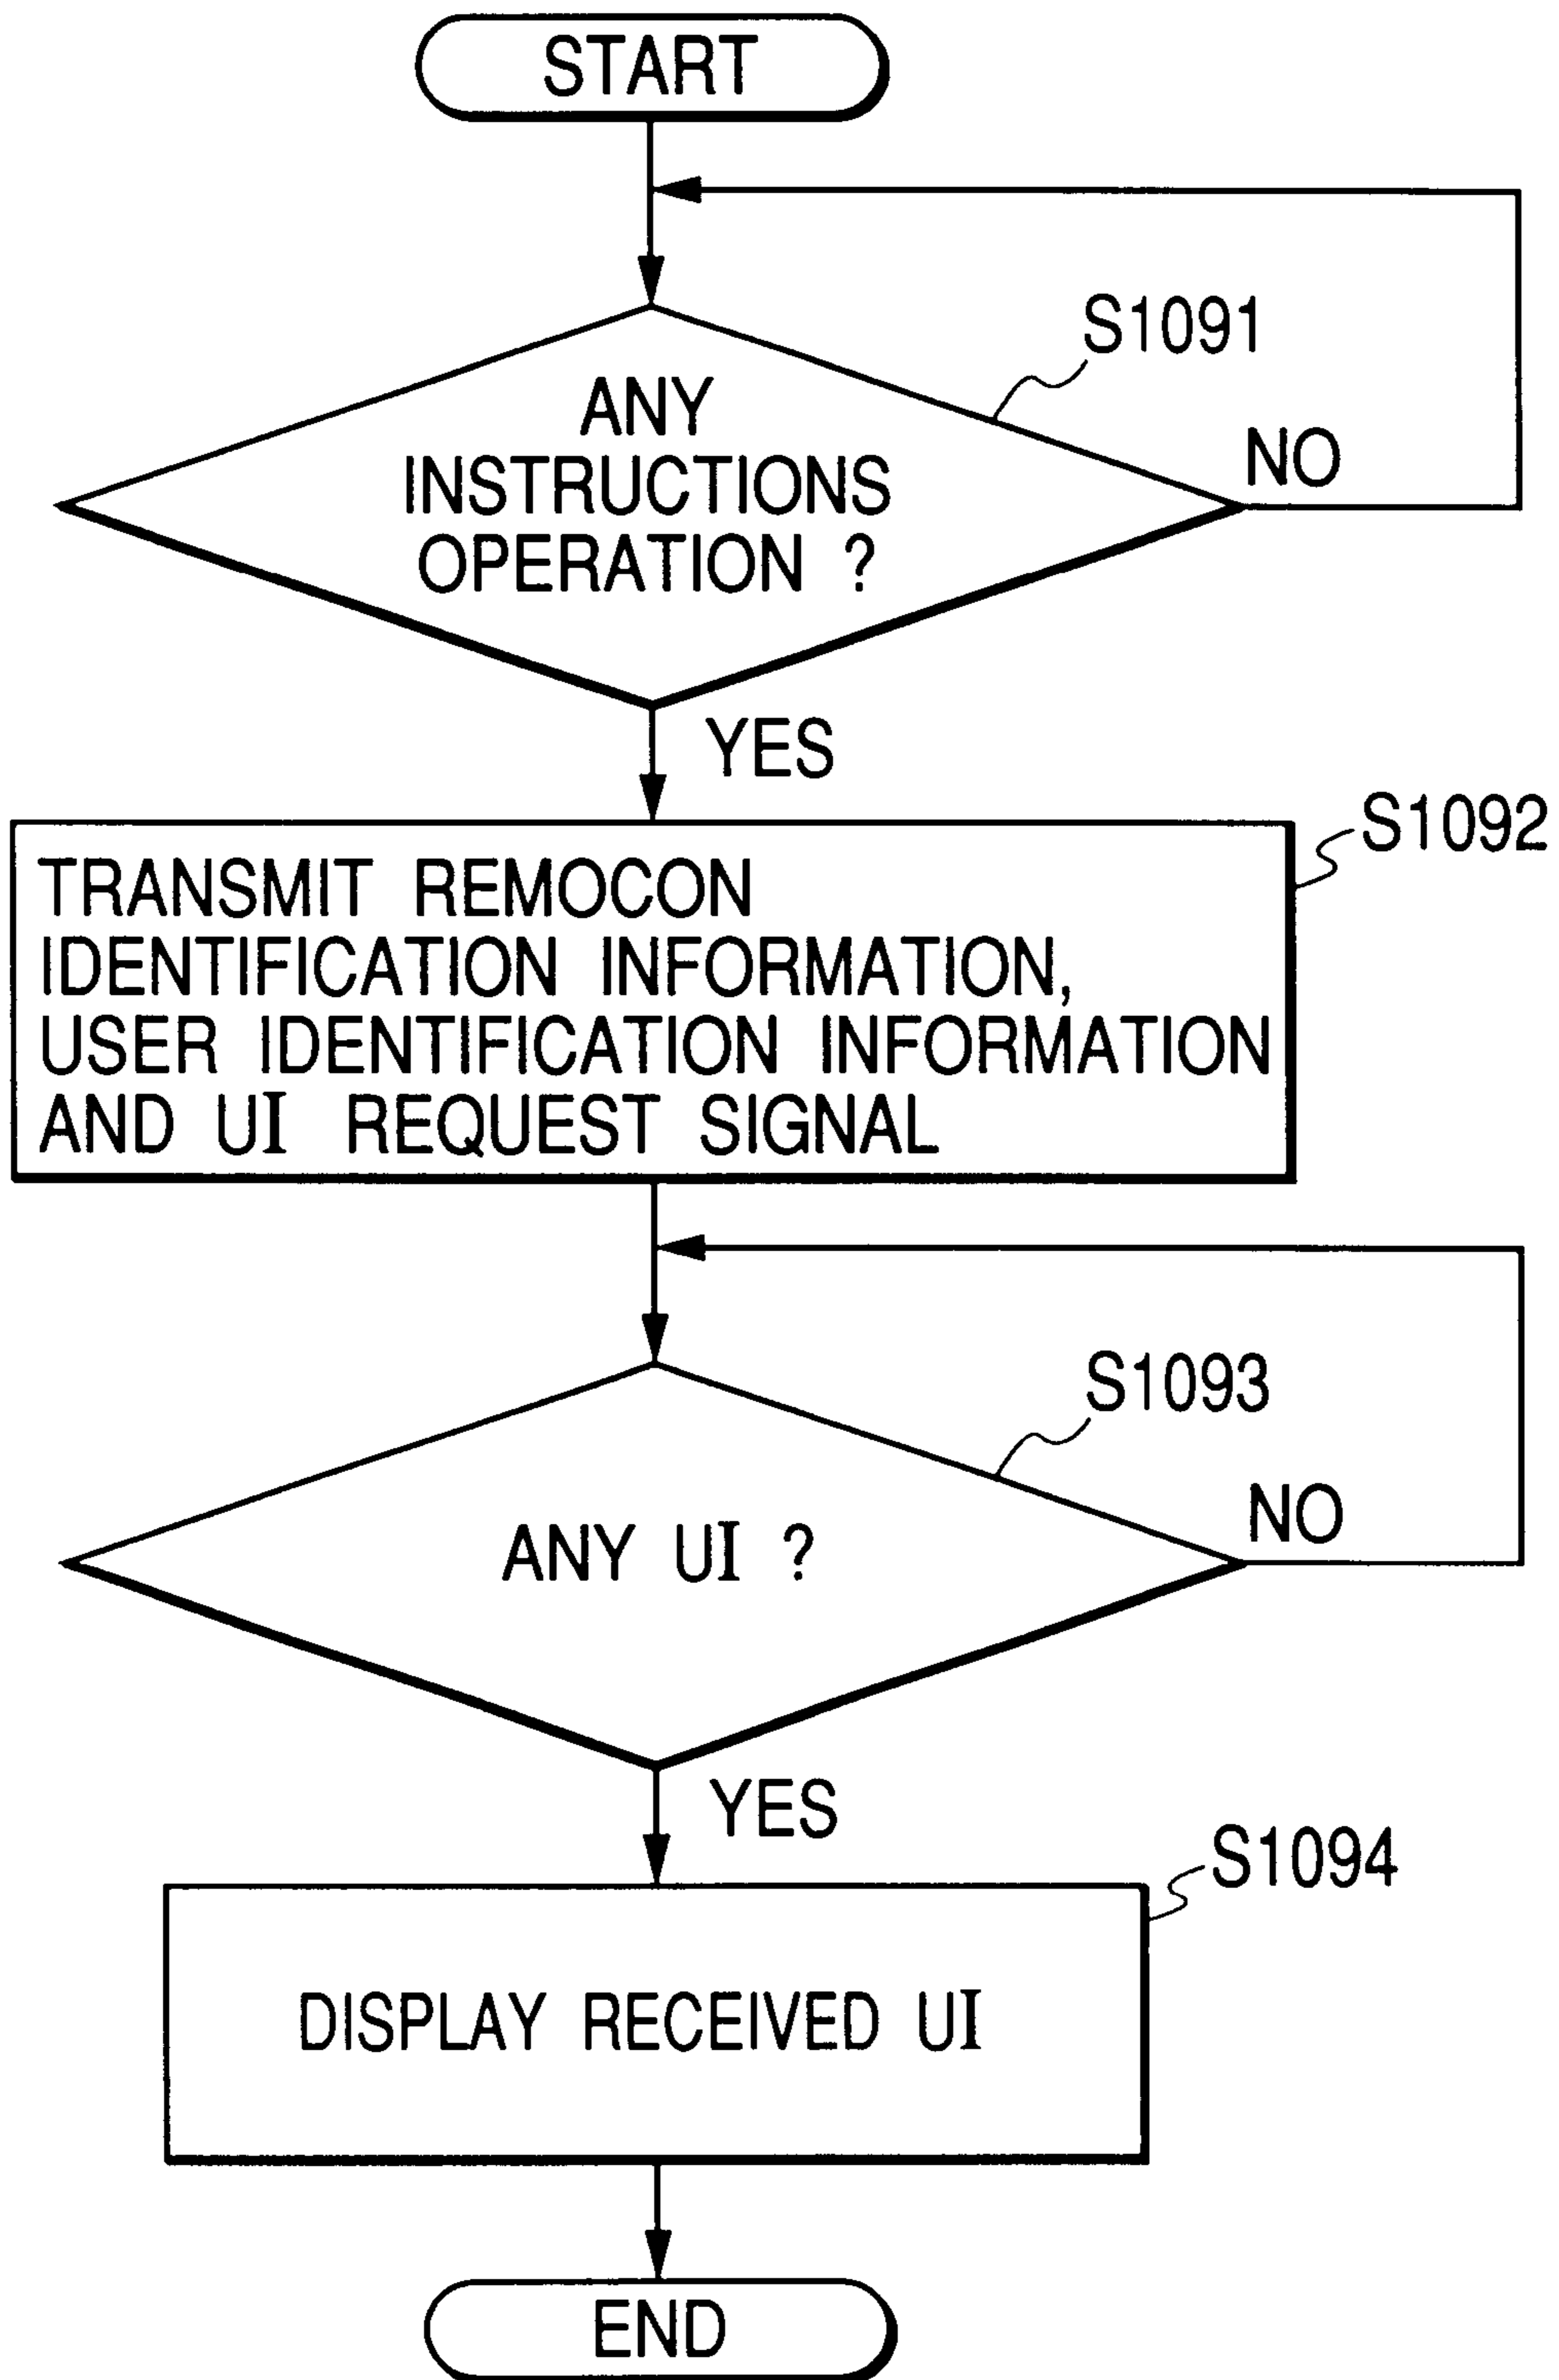 START
S1091
ANY
INSTRUCTIONS
OPERATION ?
NO
YES
S1092
TRANSMIT REMOCON
IDENTIFICATION INFORMATION,
USER IDENTIFICATION INFORMATION
AND UI REQUEST SIGNAL
S1093
ANY UI ?
NO
YES
S1094
DISPLAY RECEIVED UI
END